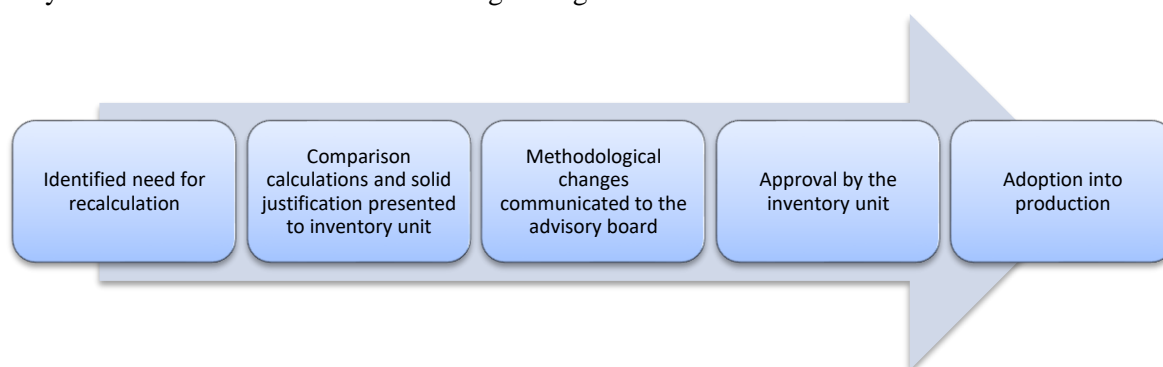 Identified need for
recalculation
Comparison
calculations and solid
justification presented
to inventory unit
Methodological
changes
communicated to the
advisory board
Approval by the
inventory unit
Adoption into
production